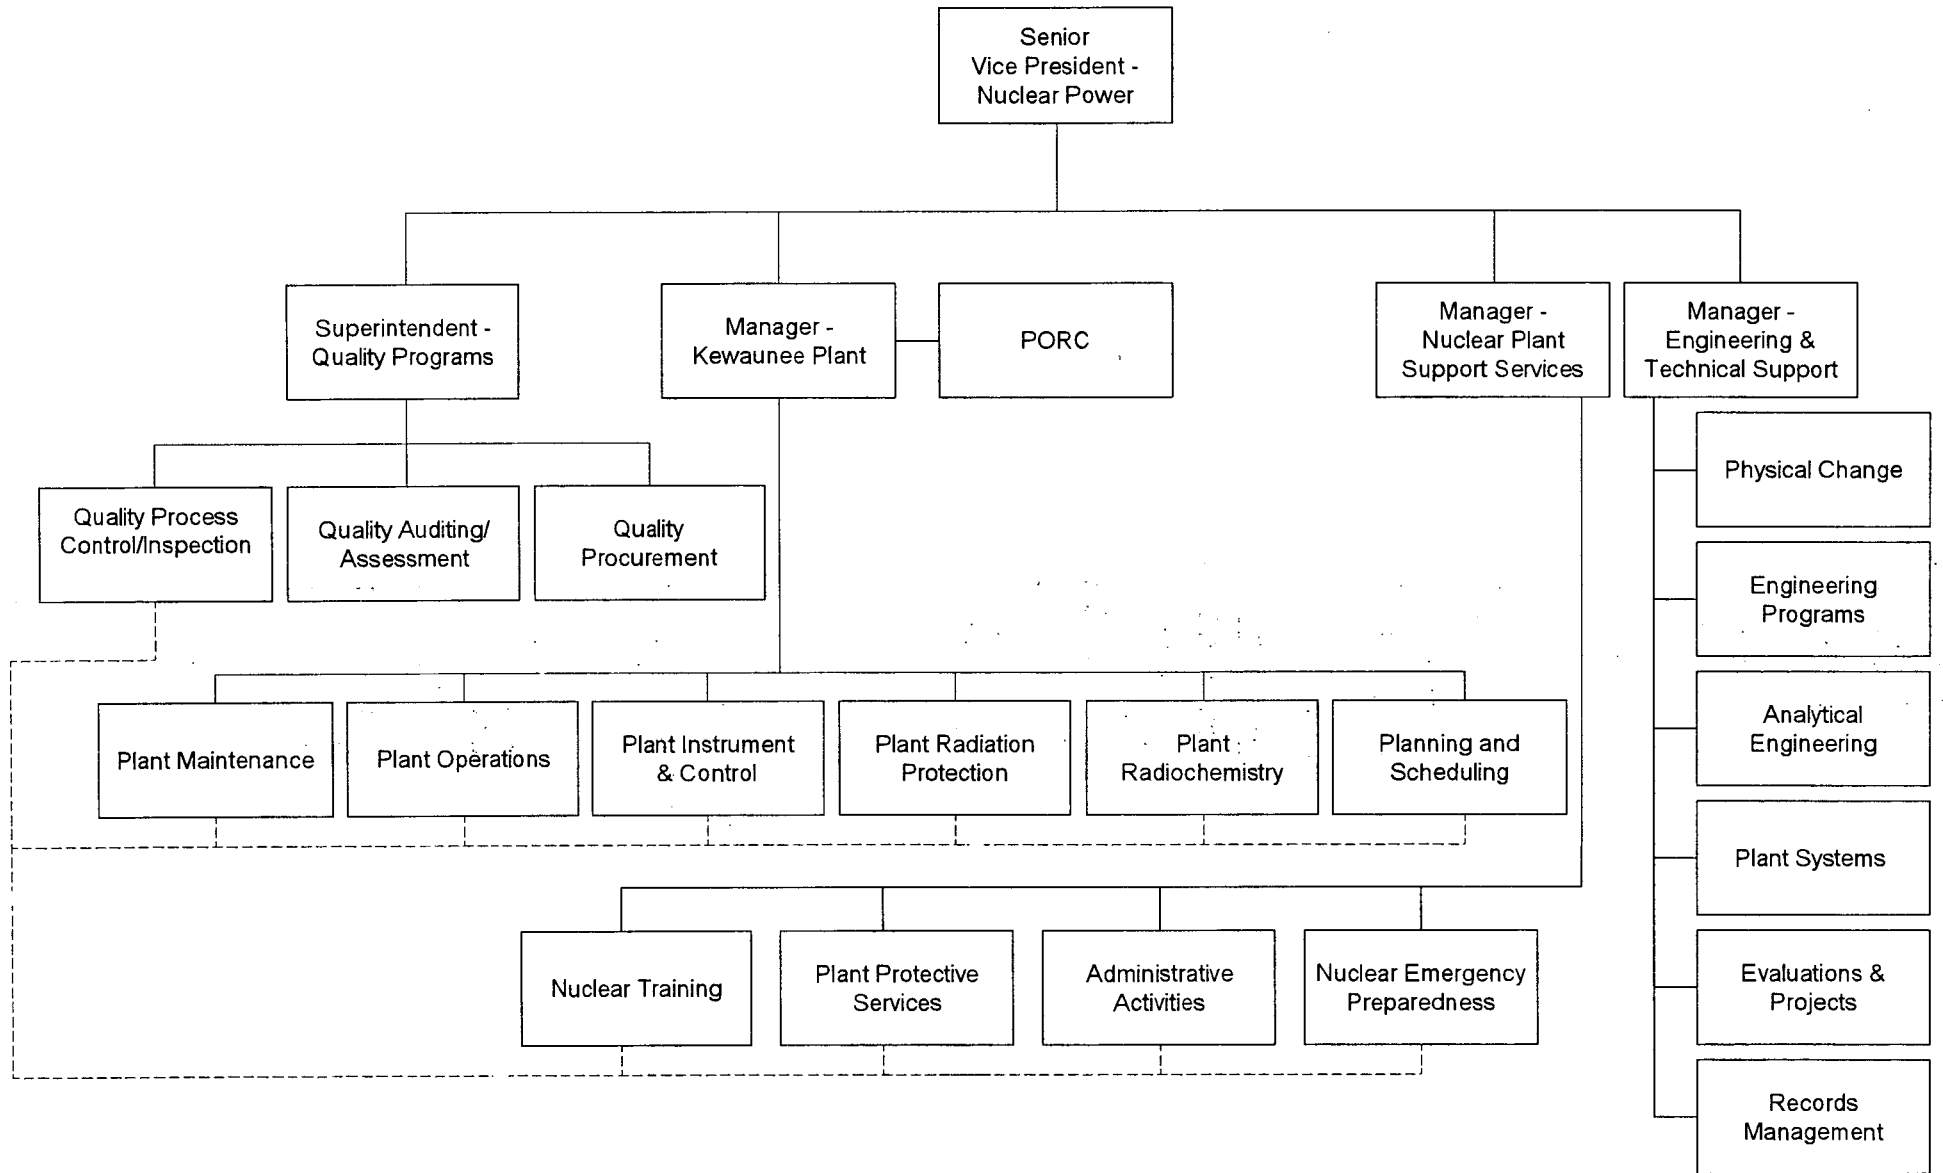 Senior
Vice President -
Nuclear Power
Superintendent -
Quality Programs
Manager -
Kewaunee Plant
PORC
Manager -
Nuclear Plant
Support Services
Manager -
Engineering &
Technical Support
Quality Process
Control/Inspection
Quality Auditing/
Assessment
Quality
Procurement
Physical Change
Engineering
Programs
Analytical
Engineering
Plant Systems
Evaluations &
Projects
Records
Management
Plant Maintenance
Plant Operations
Plant Instrument
& Control
Plant Radiation
Protection
Plant
Radiochemistry
Planning and
Scheduling
Nuclear Training
Plant Protective
Services
Administrative
Activities
Nuclear Emergency
Preparedness